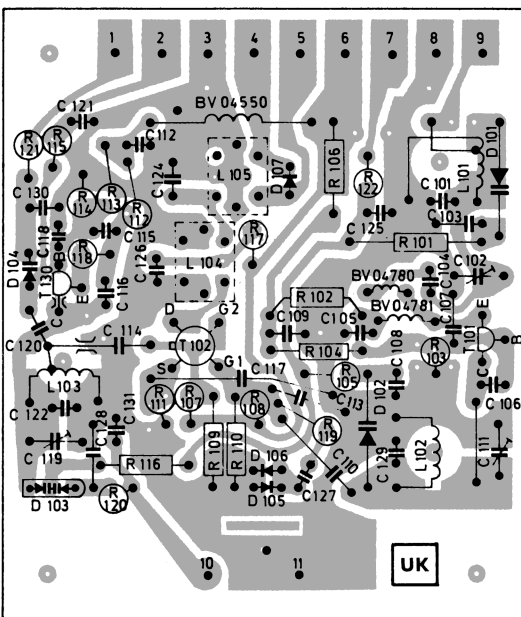 1 2 3 4 5 6 7 8 9
C 121
BV 04550
R 121
R 115
C 112
C 124
L 105
D 107
R 106
R 122
L 101
D 101
C 130
R 114
R 113
R 112
C 101
C 103
C 125
C 118
B
R 118
C 115
R 117
R 101
D 104
T 130
E
C 126
L 104
C 104
C 102
C
C 116
BV 04780
R 102
BV 04781
C 107
E
C 120
C 114
D
G 2
C 109
C 105
T 102
R 104
C 108
R 103
T 101
B
S
G 1
C 117
R 105
D 102
L 103
C 122
C 131
R 111
R 107
R 108
C 113
C 106
C 119
C 128
R 109
R 110
R 119
L 102
C 111
R 116
D 106
C 110
C 129
D 103
R 120
D 105
C 127
10 11
UK